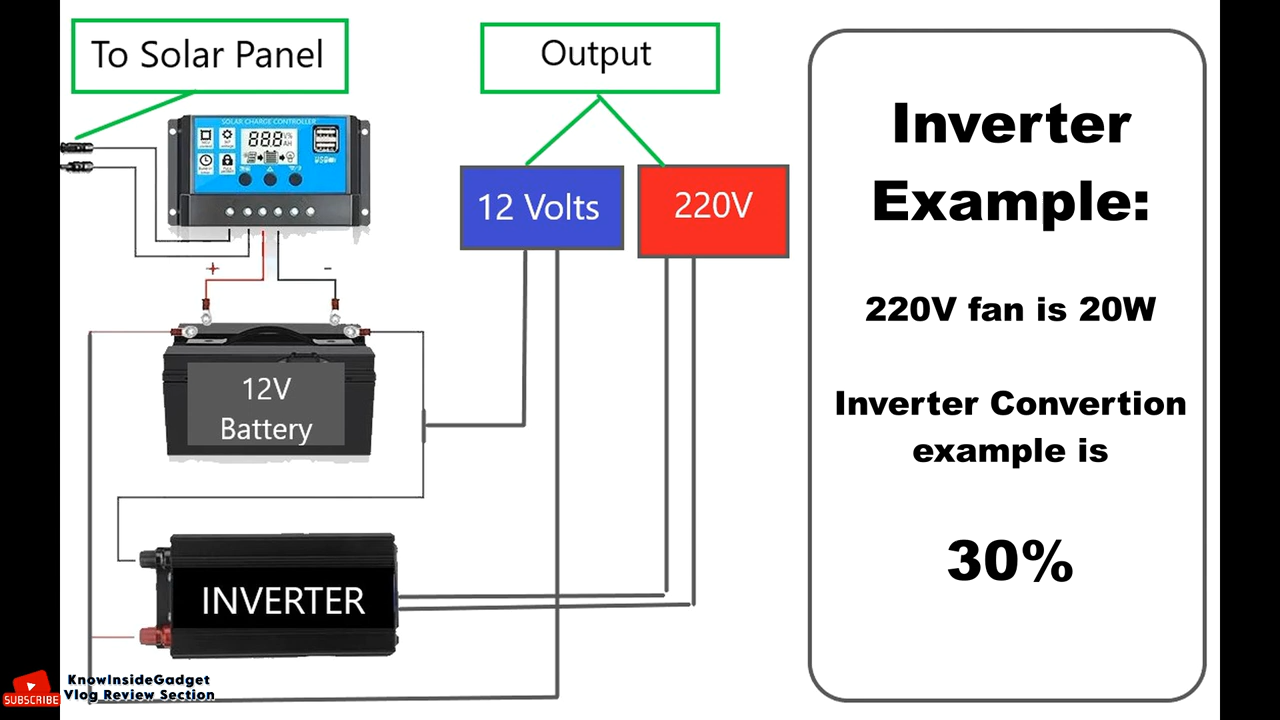 To Solar Panel
Output
SOLAR CHARGE CONTROLLER
+
-
12 Volts
220V
12V
Battery
INVERTER
Inverter
Example:
220V fan is 20W
Inverter Convertion
example is
30%
SUBSCRIBE
KnowInsideGadget
Vlog Review Section